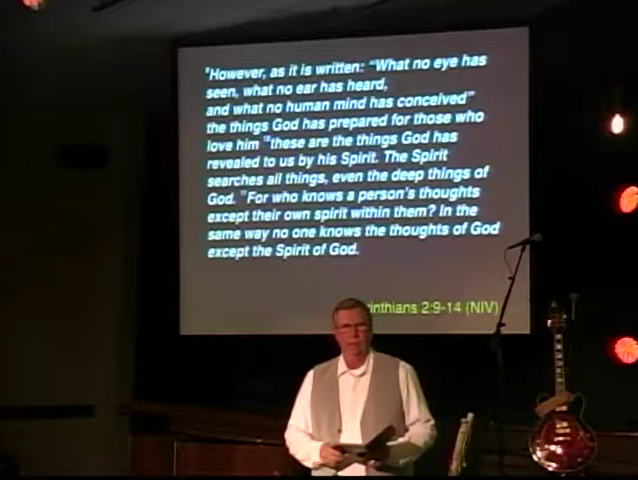 ⁹However, as it is written: "What no eye has
seen, what no ear has heard,
and what no human mind has conceived"
the things God has prepared for those who
love him ¹⁰these are the things God has
revealed to us by his Spirit. The Spirit
searches all things, even the deep things of
God. ¹¹For who knows a person's thoughts
except their own spirit within them? In the
same way no one knows the thoughts of God
except the Spirit of God.
rinthians 2:9-14 (NIV)